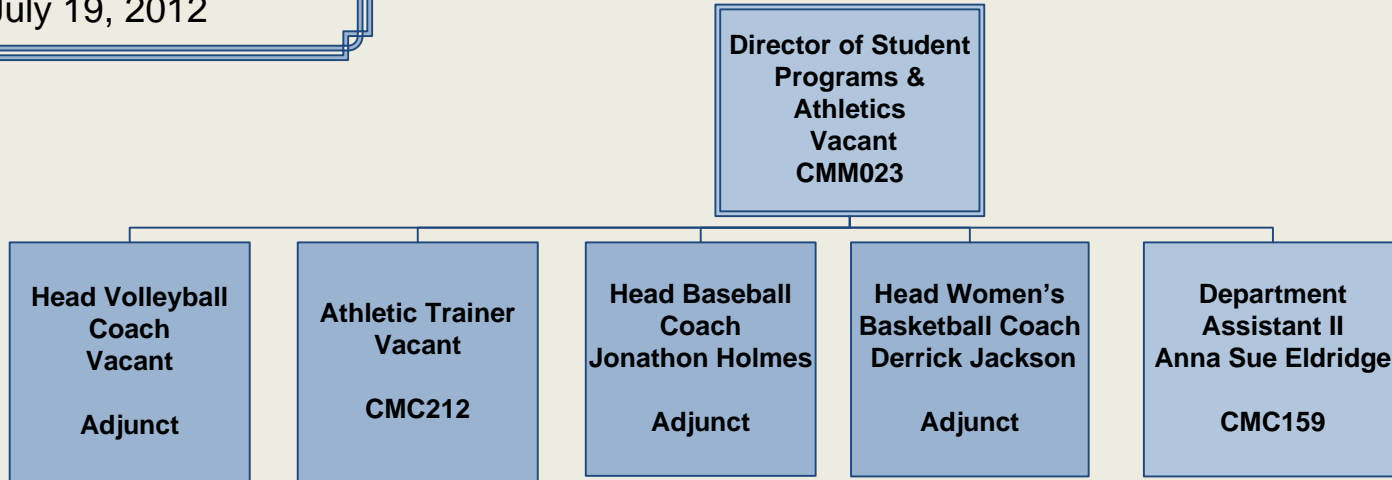 July 19, 2012
Director of Student
Programs &
Athletics
Vacant
CMM023
Head Volleyball
Coach
Vacant
Adjunct
Athletic Trainer
Vacant
CMC212
Head Baseball
Coach
Jonathon Holmes
Adjunct
Head Women’s
Basketball Coach
Derrick Jackson
Adjunct
Department
Assistant II
Anna Sue Eldridge
CMC159